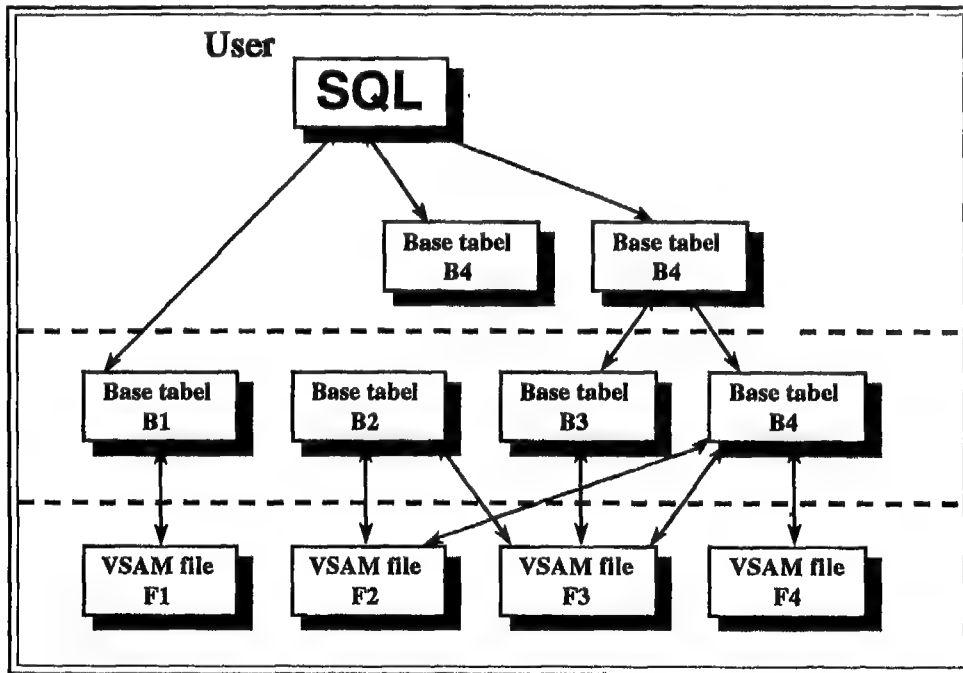 User
SQL
Base tabel
B4
Base tabel
B4
Base tabel
B1
Base tabel
B2
Base tabel
B3
Base tabel
B4
VSAM file
F1
VSAM file
F2
VSAM file
F3
VSAM file
F4